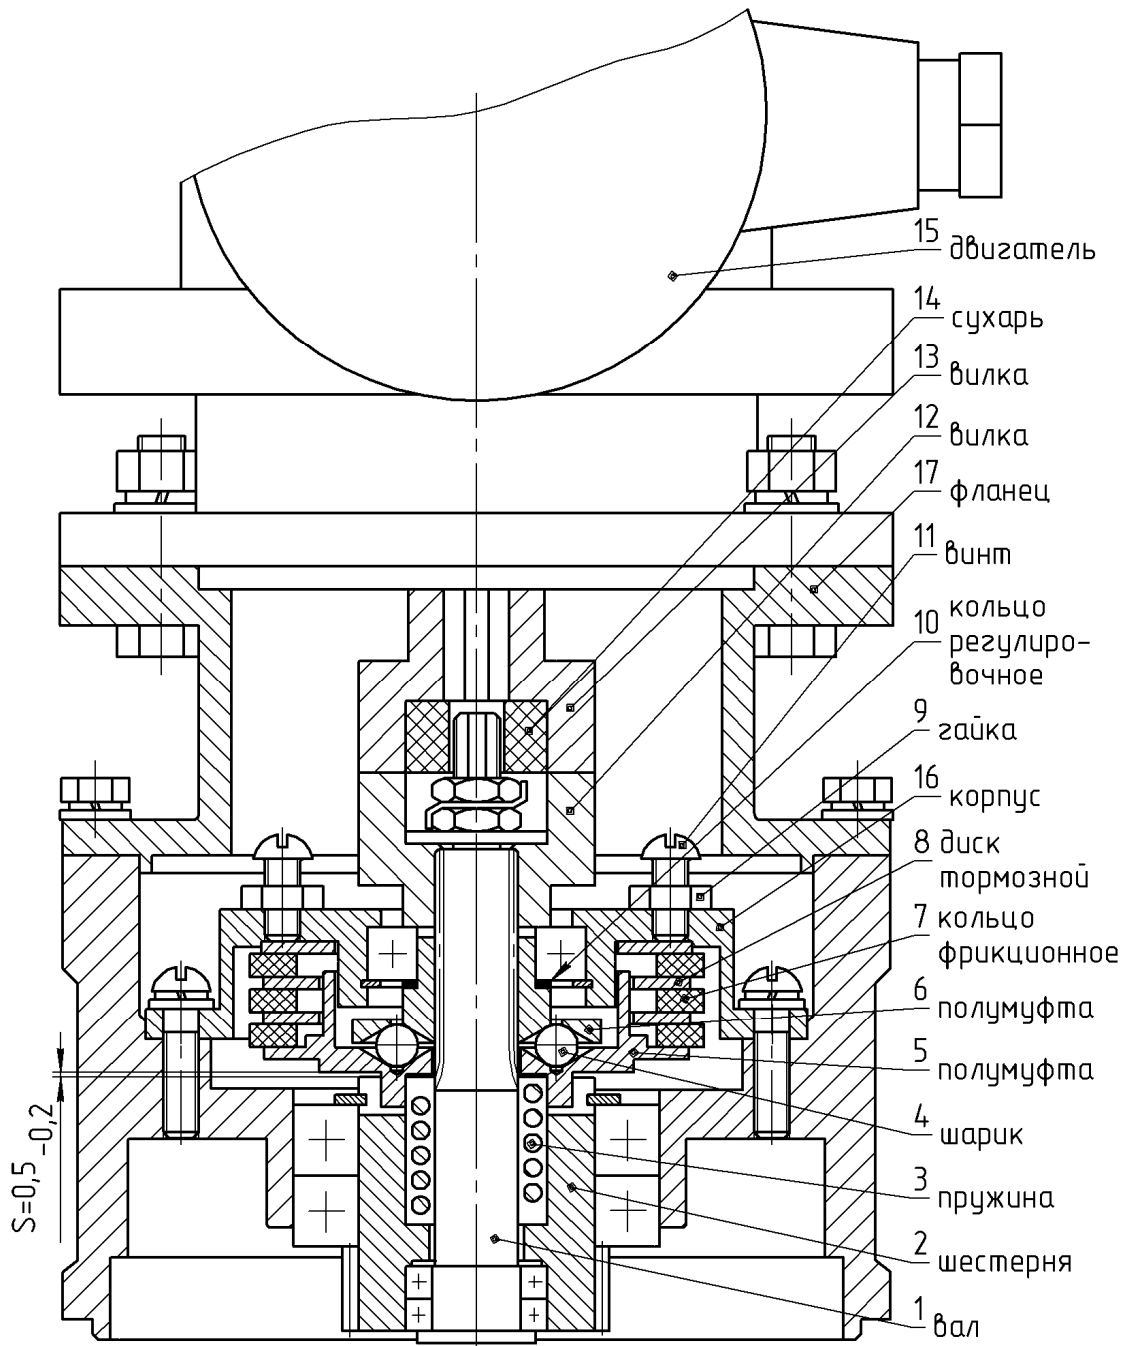 15 двигатель
14 сухарь
13 вилка
12 вилка
17 фланец
11 винт
10 кольцо
регулиро-
вочное
9 гайка
16 корпус
8 диск
тормозной
7 кольцо
фрикционное
6 полумуфта
5 полумуфта
4 шарик
3 пружина
2 шестерня
1 вал
S=0,5 -0,2